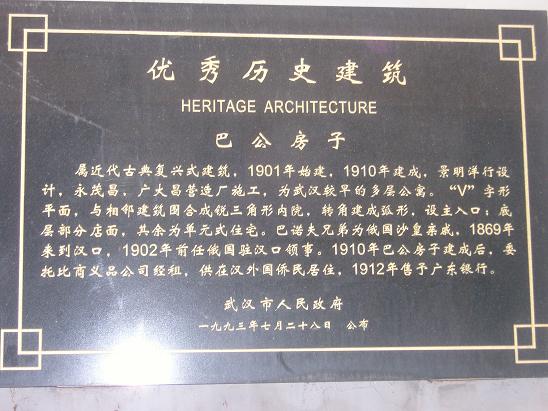 优秀历史建筑
HERITAGE ARCHITECTURE
巴公房子
属近代古典复兴式建筑，1901年始建，1910年建成，景明洋行设
计，永茂昌、广大昌营造厂施工，为武汉较早的多层公寓。“V”字形
平面，与相邻建筑围合成锐三角形内院，转角建成弧形，设主入口；底
层部分店面，其余为单元式住宅。巴诺夫兄弟为俄国沙皇亲戚，1869年
来到汉口，1902年前任俄国驻汉口领事。1910年巴公房子建成后，委
托比商义品公司经租，供在汉外国侨民居住，1912年售于广东银行。
武汉市人民政府
一九九三年七月二十八日 公布